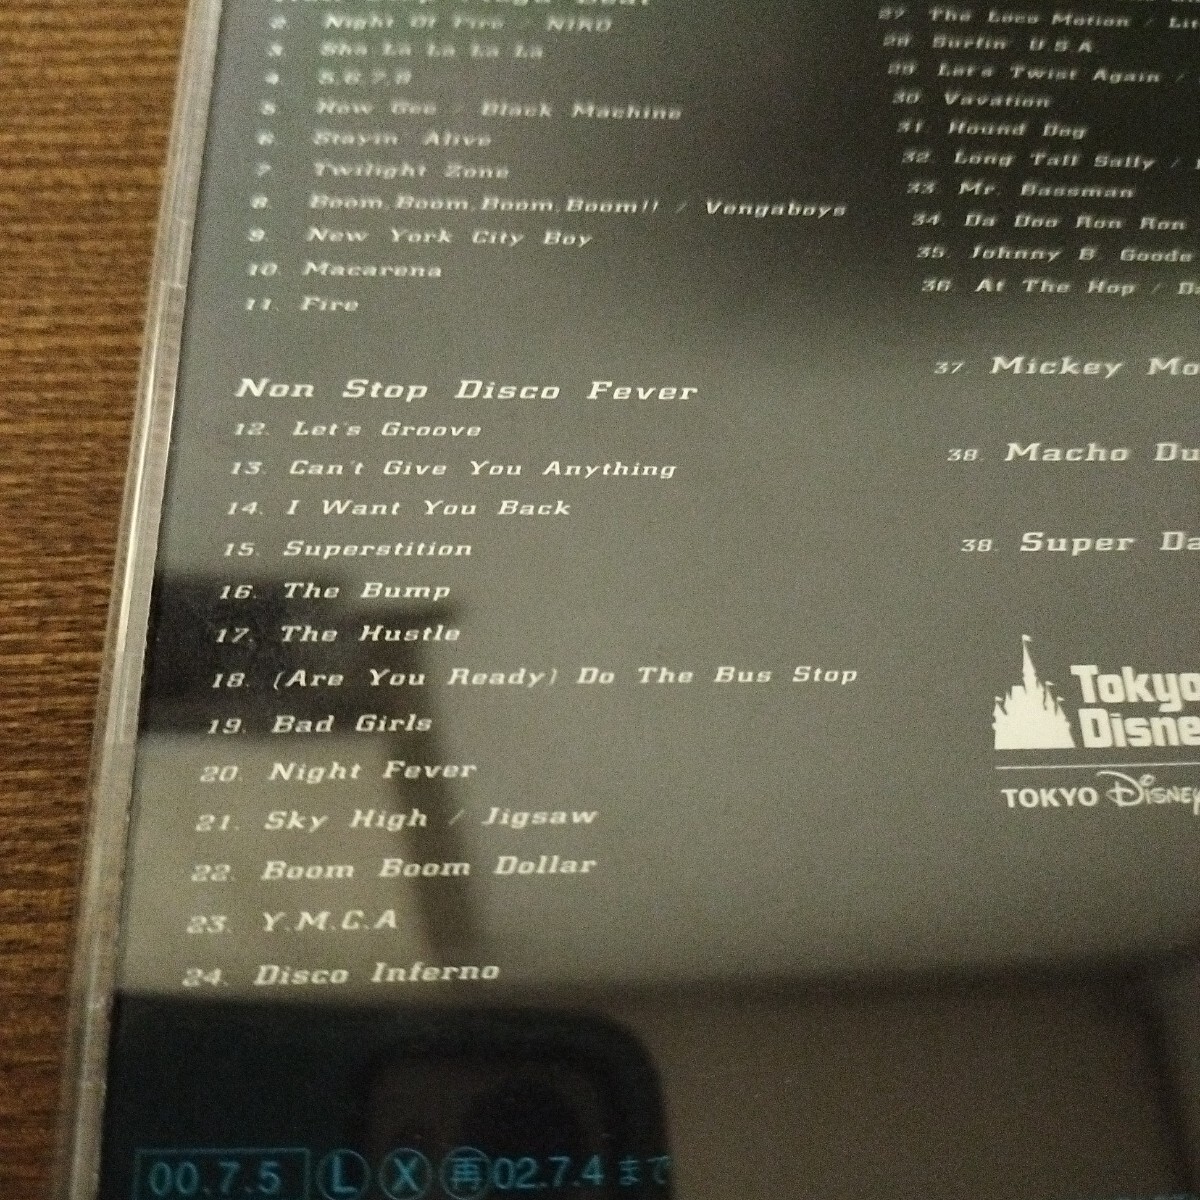 2 Night Of Fire / NIKO
3 Sha La La La La
4 5.6.7.8
5 How Gee / Black Machine
6 Stayin' Alive
7 Twilight Zone
8 Boom,Boom,Boom,Boom!! / Vengaboys
9. New York City Boy
10. Macarena
11. Fire
Non Stop Disco Fever
12. Let's Groove
13. Can't Give You Anything
14. I Want You Back
15. Superstition
16. The Bump
17. The Hustle
18. (Are You Ready) Do The Bus Stop
19. Bad Girls
20. Night Fever
21. Sky High / Jigsaw
22. Boom Boom Dollar
23. Y.M.C.A
24. Disco Inferno
27. The Loco Motion /
28. Surfin' U S A
29. Let's Twist Again /
30. Vavation
31. Hound Dog
32. Long Tall Sally /
33. Mr. Bassman
34. Da Doo Ron Ron
35. Johnny B. Goode
36. At The Hop /
37. Mickey Mo
38. Macho Du
38. Super Da
Tokyo
Disne
TOKYO Disney
00.7.5 L X 再 02.7.4 まで